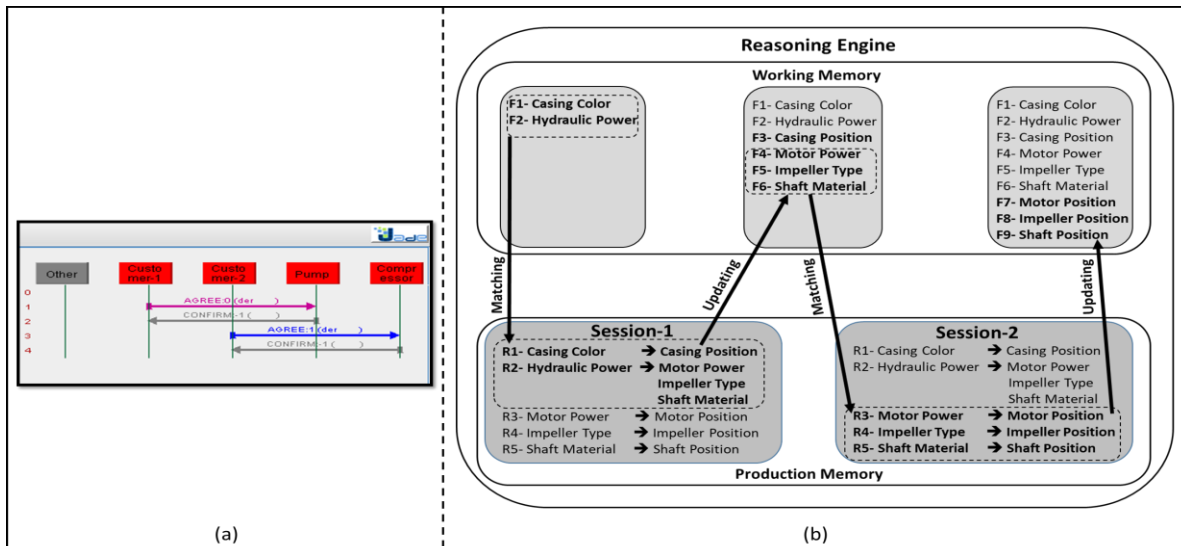 Jade
Other
Custo
mer-1
Custo
mer-2
Pump
Compr
essor
0
1
2
3
4
AGREE:0 (der )
CONFIRM:-1 ( )
AGREE:1 (der )
CONFIRM:-1 ( )
(a)
Reasoning Engine
Working Memory
F1- Casing Color
F2- Hydraulic Power
F1- Casing Color
F2- Hydraulic Power
F3- Casing Position
F4- Motor Power
F5- Impeller Type
F6- Shaft Material
F1- Casing Color
F2- Hydraulic Power
F3- Casing Position
F4- Motor Power
F5- Impeller Type
F6- Shaft Material
F7- Motor Position
F8- Impeller Position
F9- Shaft Position
Matching
Updating
Matching
Updating
Session-1
R1- Casing Color ➔ Casing Position
R2- Hydraulic Power ➔ Motor Power
Impeller Type
Shaft Material
R3- Motor Power ➔ Motor Position
R4- Impeller Type ➔ Impeller Position
R5- Shaft Material ➔ Shaft Position
Session-2
R1- Casing Color ➔ Casing Position
R2- Hydraulic Power ➔ Motor Power
Impeller Type
Shaft Material
R3- Motor Power ➔ Motor Position
R4- Impeller Type ➔ Impeller Position
R5- Shaft Material ➔ Shaft Position
Production Memory
(b)